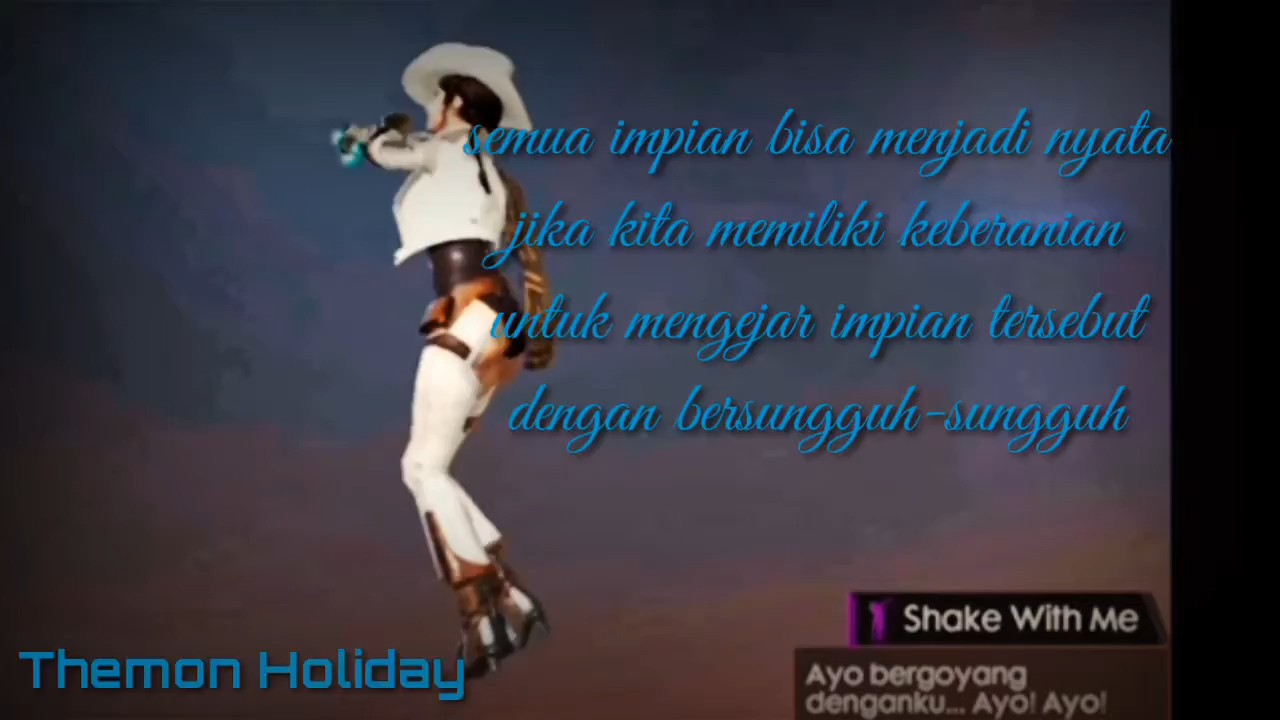 semua impian bisa menjadi nyata
jika kita memiliki keberanian
untuk mengejar impian tersebut
dengan bersungguh-sungguh
Shake With Me
Themon Holiday
Ayo bergoyang
denganku... Ayo! Ayo!